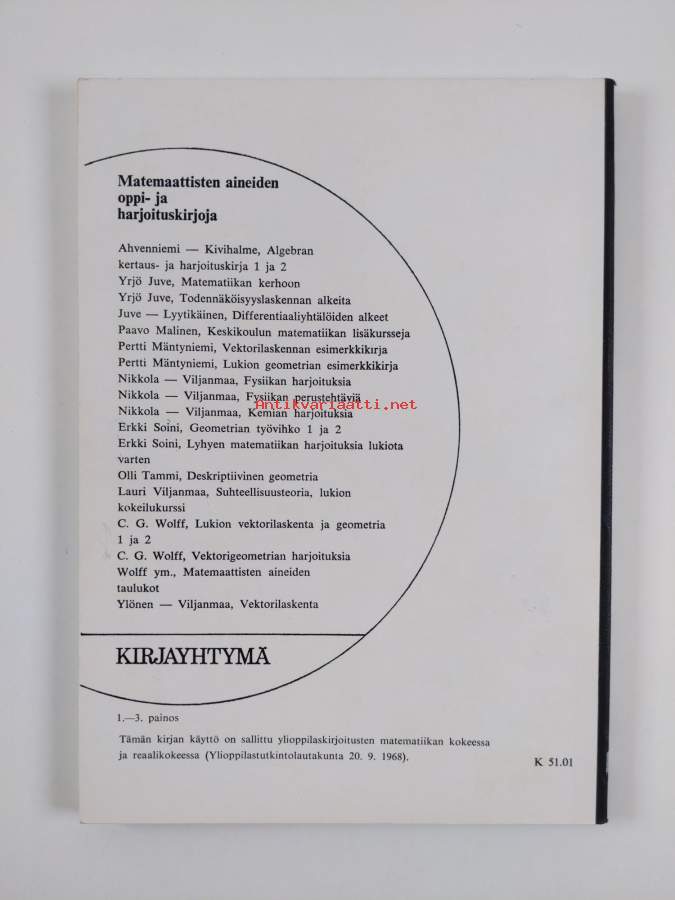 Matemaattisten aineiden
oppi- ja
harjoituskirjoja
Ahvenniemi — Kivihalme, Algebran
kertaus- ja harjoituskirja 1 ja 2
Yrjö Juve, Matematiikan kerhoon
Yrjö Juve, Todennäköisyyslaskennan alkeita
Juve — Lyytikäinen, Differentiaaliyhtälöiden alkeet
Paavo Malinen, Keskikoulun matematiikan lisäkursseja
Pertti Mäntyniemi, Vektorilaskennan esimerkkikirja
Pertti Mäntyniemi, Lukion geometrian esimerkkikirja
Nikkola — Viljanmaa, Fysiikan harjoituksia
Nikkola — Viljanmaa, Fysiikan perustehtäviä
Antikvariaatti.net
Nikkola — Viljanmaa, Kemian harjoituksia
Erkki Soini, Geometrian työvihko 1 ja 2
Erkki Soini, Lyhyen matematiikan harjoituksia lukiota
varten
Olli Tammi, Deskriptiivinen geometria
Lauri Viljanmaa, Suhteellisuusteoria, lukion
kokeilukurssi
C. G. Wolff, Lukion vektorilaskenta ja geometria
1 ja 2
C. G. Wolff, Vektorigeometrian harjoituksia
Wolff ym., Matemaattisten aineiden
taulukot
Ylönen — Viljanmaa, Vektorilaskenta
KIRJAYHTYMÄ
1.—3. painos
Tämän kirjan käyttö on sallittu ylioppilaskirjoitusten matematiikan kokeessa
ja reaalikokeessa (Ylioppilastutkintolautakunta 20. 9. 1968).
K 51.01